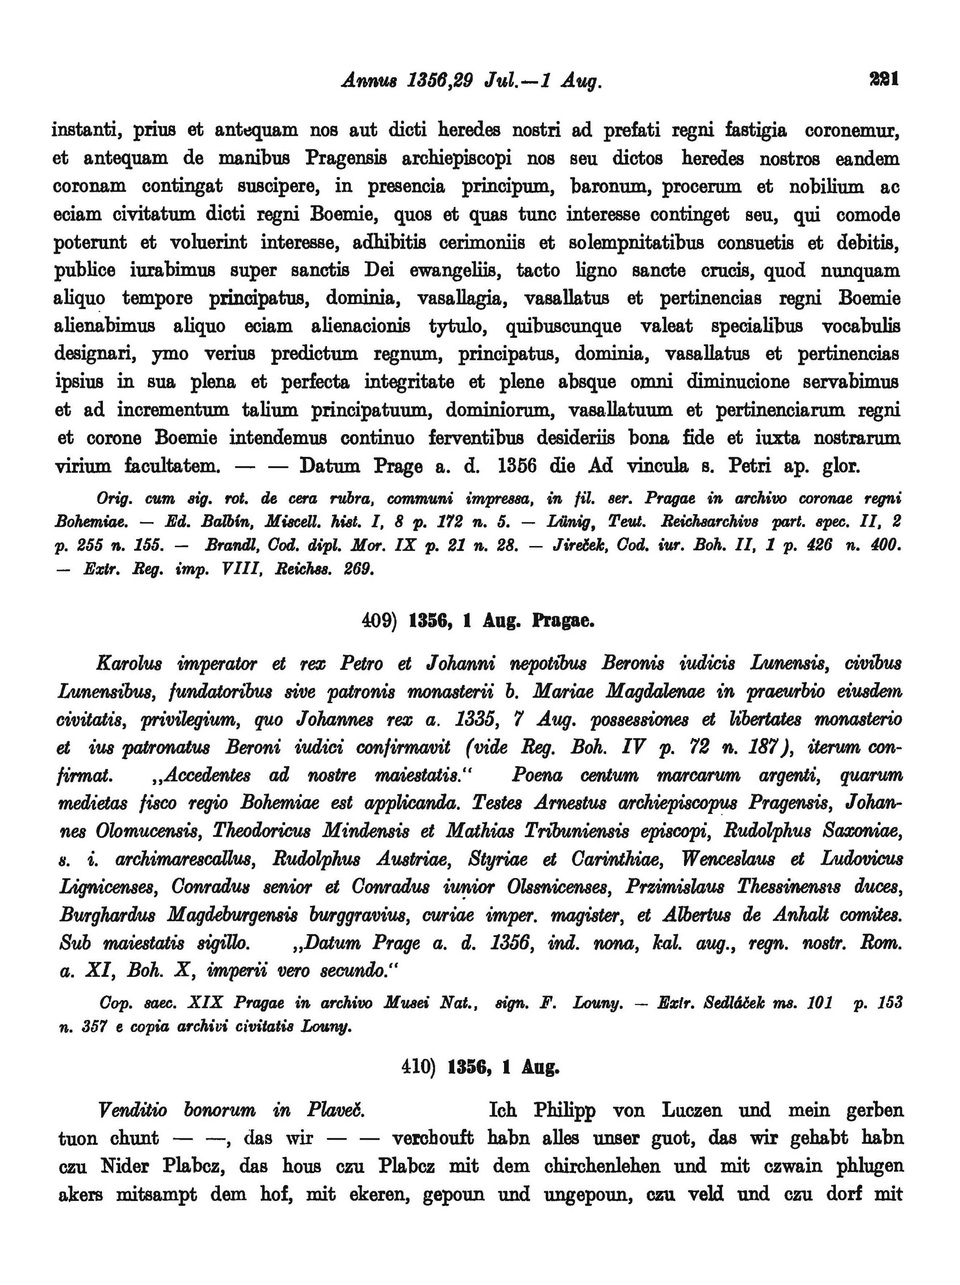 Annus 1356,29 Jul.—1 Aug. 221
instanti, prius et antequam nos aut dicti heredes nostri ad prefati regni fastigia coronemur,
et antequam de manibus Pragensis archiepiscopi nos seu dictos heredes nostros eandem
coronam contingat suscipere, in presencia principum, baronum, procerum et nobilium ac
eciam civitatum dicti regni Boemie, quos et quas tunc interesse continget seu, qui comode
poterunt et voluerint interesse, adhibitis cerimoniis et solempnitatibus consuetis et debitis,
publice iurabimus super sanctis Dei ewangeliis, tacto ligno sancte crucis, quod nunquam
aliquo tempore principatus, dominia, vasallagia, vasallatus et pertinencias regni Boemie
alienabimus aliquo eciam alienacionis tytulo, quibuscunque valeat specialibus vocabulis
designari, ymo verius predictum regnum, principatus, dominia, vasallatus et pertinencias
ipsius in sua plena et perfecta integritate et plene absque omni diminucione servabimus
et ad incrementum talium principatuum, dominiorum, vasallatuum et pertinenciarum regni
et corone Boemie intendemus continuo ferventibus desideriis bona fide et iuxta nostrarum
virium facultatem. — — Datum Prage a. d. 1356 die Ad vincula s. Petri ap. glor.
Orig. cum sig. rot. de cera rubra, communi impressa, in fil. ser. Pragae in archivo coronae regni
Bohemiae. — Ed. Balbín, Miscell. hist. I, 8 p. 172 n. 5. — Lünig, Teut. Reichsarchivs part. spec. II, 2
p. 255 n. 155. — Brandl, Cod. dipl. Mor. IX p. 21 n. 28. — Jireček, Cod. iur. Boh. II, 1 p. 426 n. 400.
— Extr. Reg. imp. VIII, Reichss. 269.
409) 1356, 1 Aug. Pragae.
Karolus imperator et rex Petro et Johanni nepotibus Beronis iudicis Lunensis, civibus
Lunensibus, fundatoribus sive patronis monasterii b. Mariae Magdalenae in praeurbio eiusdem
civitatis, privilegium, quo Johannes rex a. 1335, 7 Aug. possessiones et libertates monasterio
et ius patronatus Beroni iudici confirmavit (vide Reg. Boh. IV p. 72 n. 187), iterum con-
firmat. „Accedentes ad nostre maiestatis.“ Poena centum marcarum argenti, quarum
medietas fisco regio Bohemiae est applicanda. Testes Arnestus archiepiscopus Pragensis, Johan-
nes Olomucensis, Theodoricus Mindensis et Mathias Tribuniensis episcopi, Rudolphus Saxoniae,
s. i. archimarescallus, Rudolphus Austriae, Styriae et Carinthiae, Wenceslaus et Ludovicus
Lignicenses, Conradus senior et Conradus iunior Olssnicenses, Przimislaus Thessinensis duces,
Burghardus Magdeburgensis burggravius, curiae imper. magister, et Albertus de Anhalt comites.
Sub maiestatis sigillo. „Datum Prage a. d. 1356, ind. nona, kal. aug., regn. nostr. Rom.
a. XI, Boh. X, imperii vero secundo.“
Cop. saec. XIX Pragae in archivo Musei Nat., sign. F. Louny. — Extr. Sedláček ms. 101 p. 153
n. 357 e copia archivi civitatis Louny.
410) 1356, 1 Aug.
Venditio bonorum in Plaveč. Ich Philipp von Luczen und mein gerben
tuon chunt — —, das wir — — verchouft habn alles unser guot, das wir gehabt habn
czu Nider Plabcz, das hous czu Plabcz mit dem chirchenlehen und mit czwain phlugen
akers mitsampt dem hof, mit ekeren, gepoun und ungepoun, czu veld und czu dorf mit